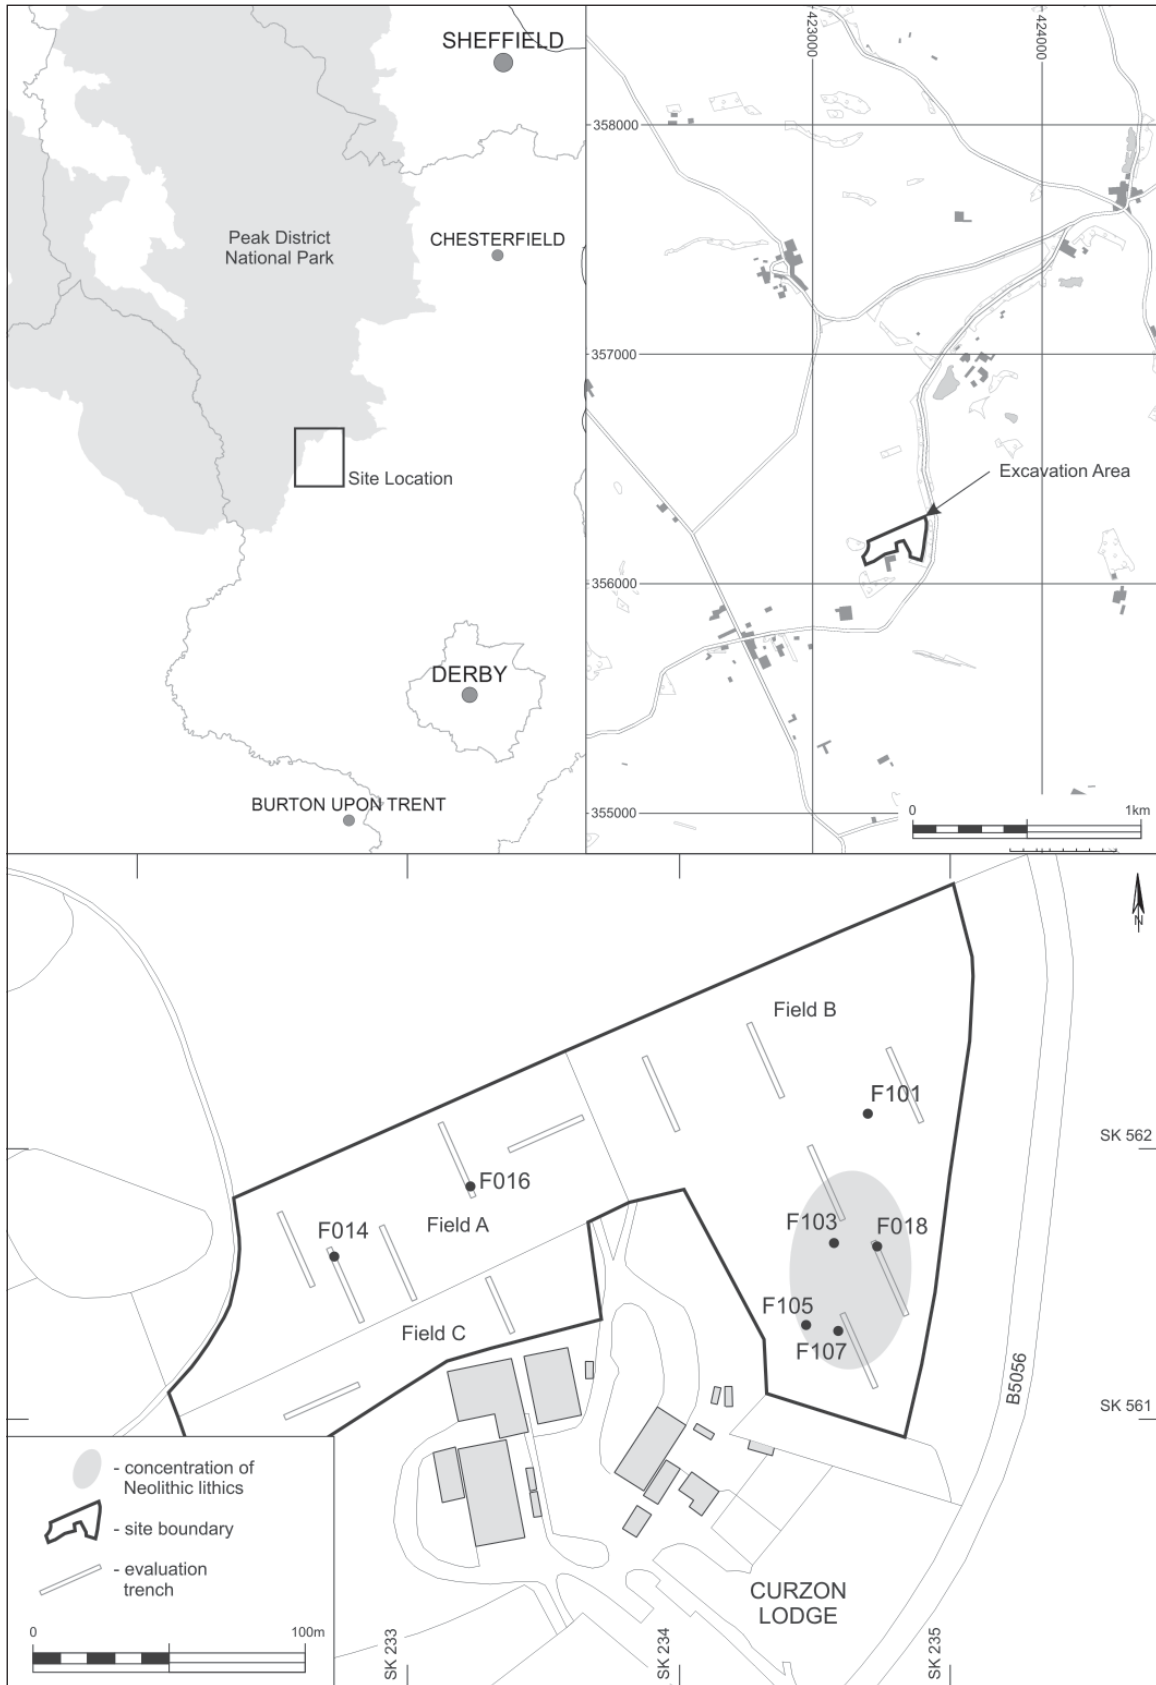 SHEFFIELD
Peak District
National Park
CHESTERFIELD
Site Location
DERBY
BURTON UPON TRENT
423000
424000
358000
357000
Excavation Area
356000
355000
0
1km
N
Field B
F101
SK 562
F016
F014
Field A
F103
F018
F105
F107
Field C
B5056
SK 561
- concentration of
Neolithic lithics
- site boundary
- evaluation
trench
0
100m
CURZON
LODGE
SK 233
SK 234
SK 235